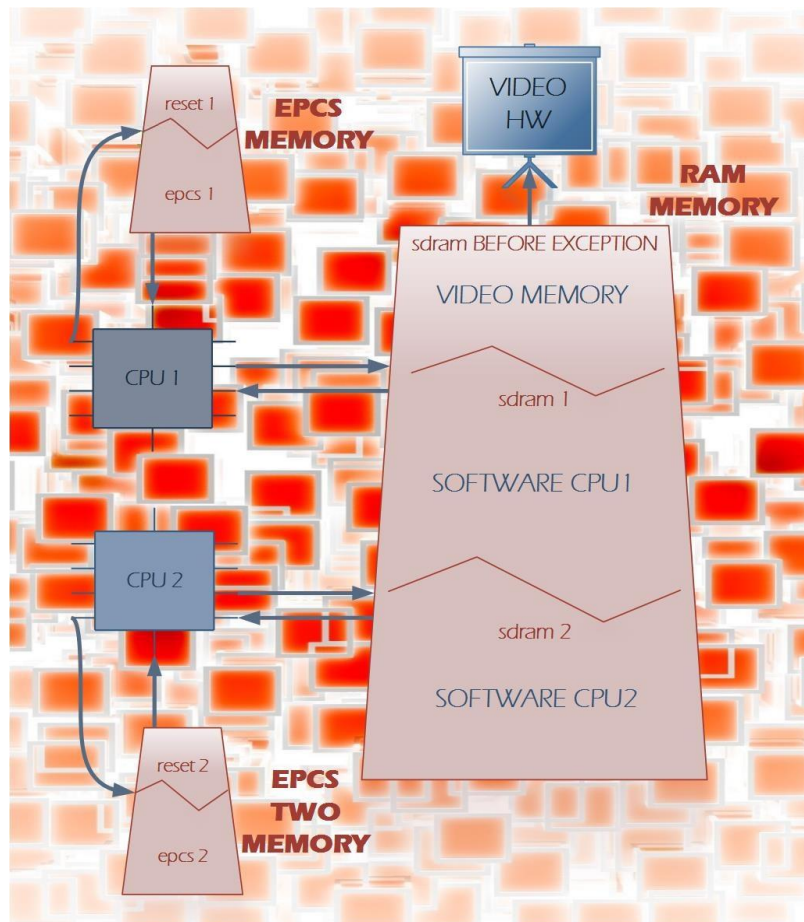 reset 1
epcs 1
EPCS
MEMORY
VIDEO
HW
RAM
MEMORY
sdram BEFORE EXCEPTION
VIDEO MEMORY
sdram 1
CPU 1
SOFTWARE CPU1
CPU 2
sdram 2
SOFTWARE CPU2
reset 2
epcs 2
EPCS
TWO
MEMORY